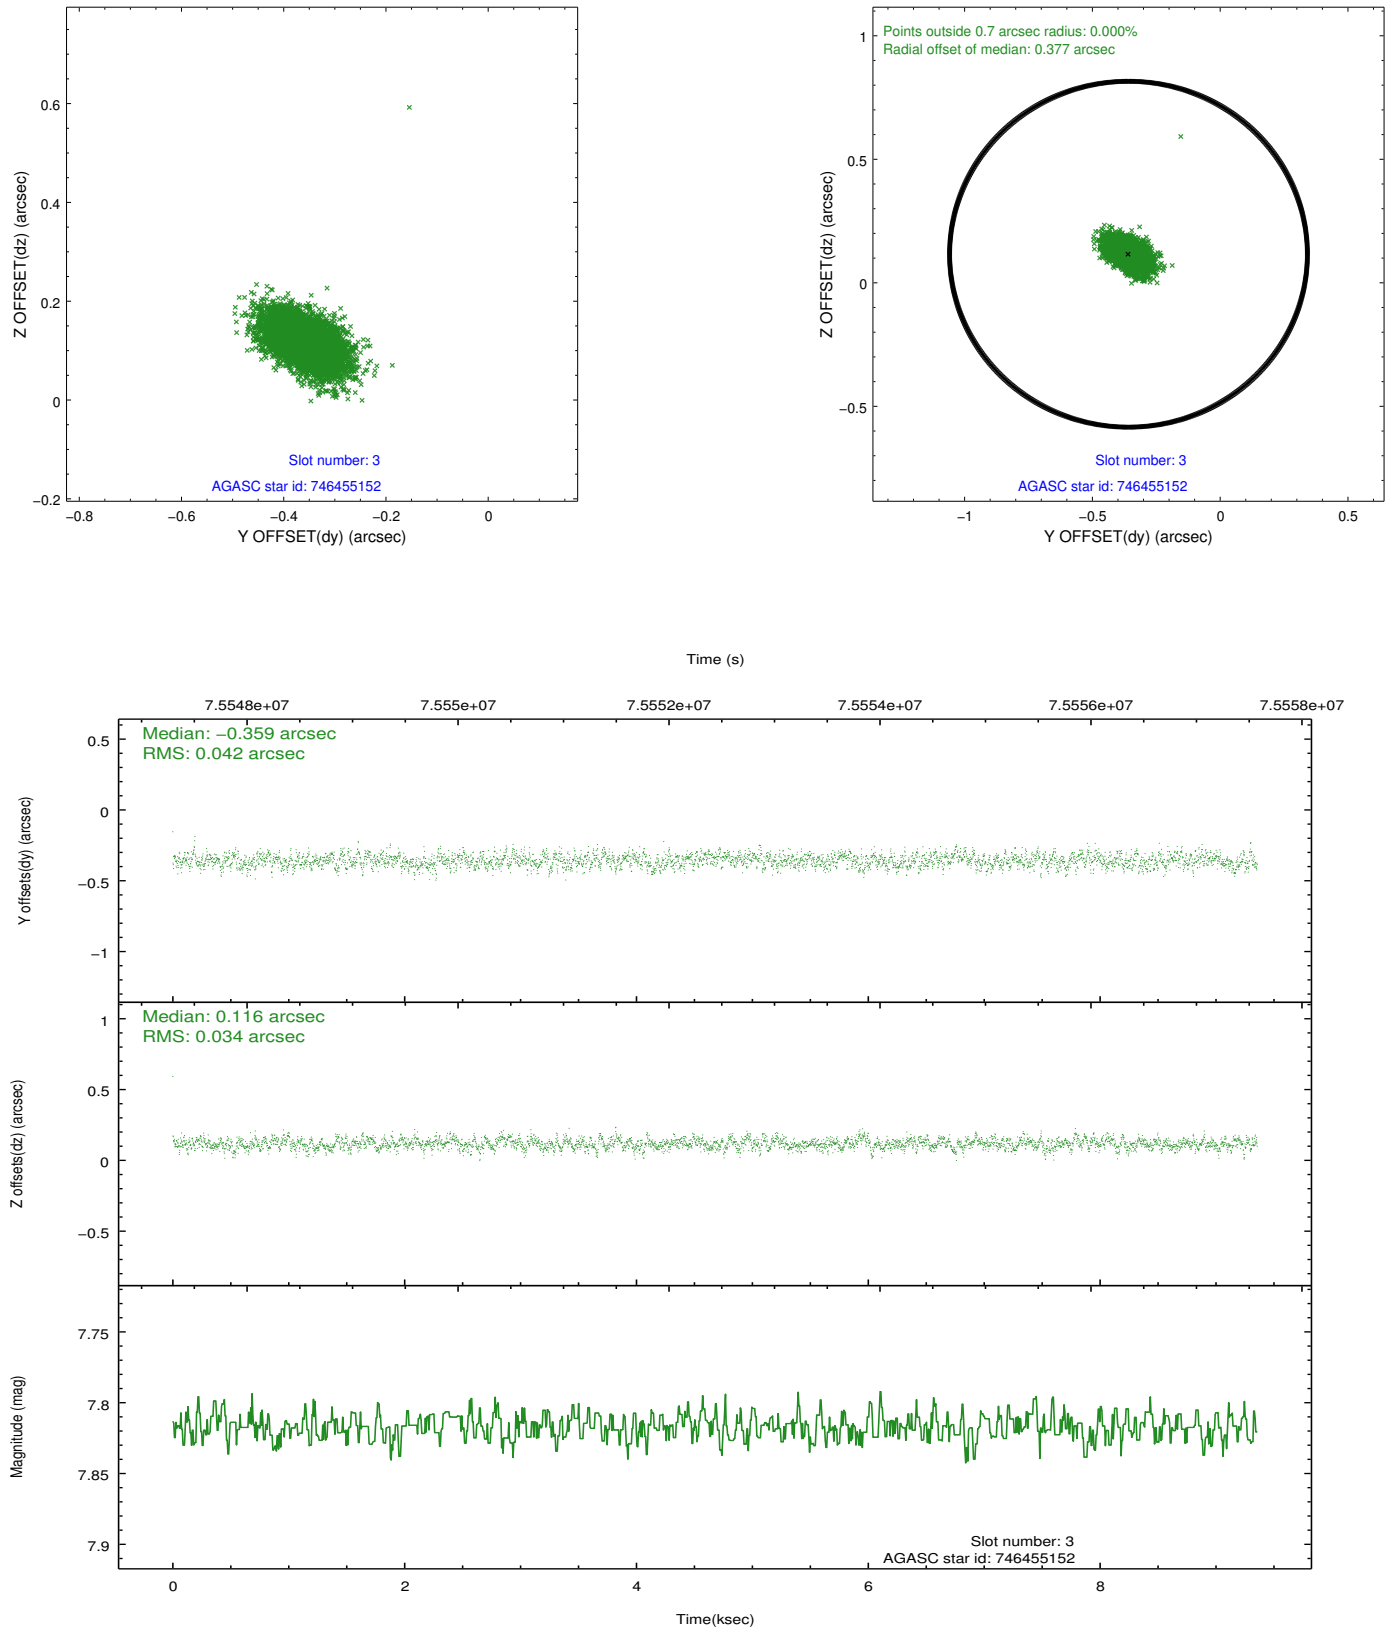 0.6
0.4
0.2
0
−0.2
Z OFFSET(dz) (arcsec)
−0.8
−0.6
−0.4
−0.2
0
Y OFFSET(dy) (arcsec)
Slot number: 3
AGASC star id: 746455152
Points outside 0.7 arcsec radius: 0.000%
Radial offset of median: 0.377 arcsec
1
0.5
0
−0.5
Z OFFSET(dz) (arcsec)
Slot number: 3
AGASC star id: 746455152
−1
−0.5
0
0.5
Y OFFSET(dy) (arcsec)
Time (s)
7.5548e+07
7.555e+07
7.5552e+07
7.5554e+07
7.5556e+07
7.5558e+07
Median: −0.359 arcsec
RMS: 0.042 arcsec
0.5
0
−0.5
−1
Y offsets(dy) (arcsec)
Median: 0.116 arcsec
RMS: 0.034 arcsec
1
0.5
0
−0.5
Z offsets(dz) (arcsec)
7.75
7.8
7.85
7.9
Magnitude (mag)
Slot number: 3
AGASC star id: 746455152
0
2
4
6
8
Time(ksec)